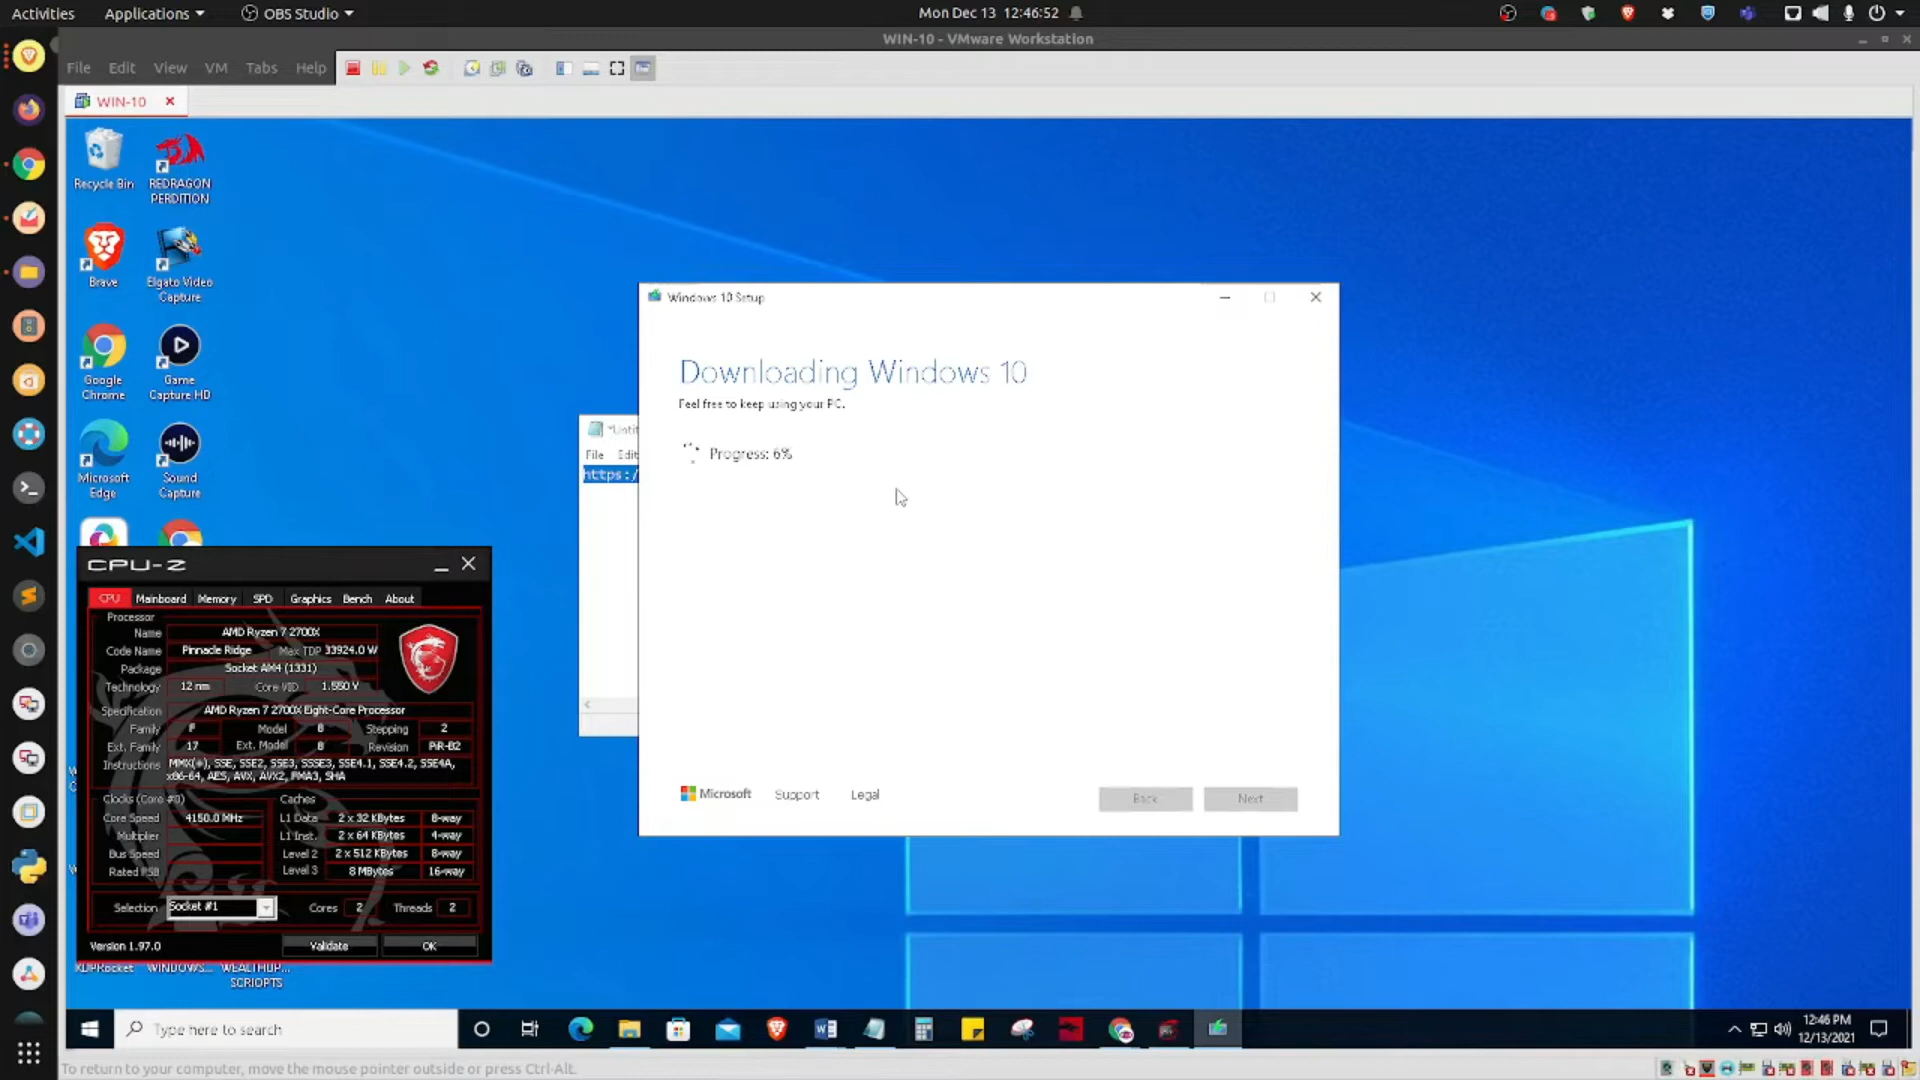 Activities Applications OBS Studio Mon Dec 13 12:46:52
WIN-10 - VMware Workstation
File Edit View VM Tabs Help
WIN-10
Recycle Bin
REDRAGON PERDITION
Brave
Elgato Video Capture
Google Chrome
Game Capture HD
Microsoft Edge
Sound Capture
*Untit
File Edit
https:/
Windows 10 Setup
Downloading Windows 10
Feel free to keep using your PC.
Progress: 6%
Microsoft Support Legal
Back Next
CPU-Z
CPU Mainboard Memory SPD Graphics Bench About
Processor
Name AMD Ryzen 7 2700X
Code Name Pinnacle Ridge Max TDP 33924.0 W
Package Socket AM4 (1331)
Technology 12 nm Core VID 1.550 V
Specification AMD Ryzen 7 2700X Eight-Core Processor
Family F Model 8 Stepping 2
Ext. Family 17 Ext. Model 8 Revision PiR-B2
Instructions MMX(+), SSE, SSE2, SSE3, SSSE3, SSE4.1, SSE4.2, SSE4A,
x86-64, AES, AVX, AVX2, FMA3, SHA
Clocks (Core #0) Caches
Core Speed 4150.0 MHz L1 Data 2 x 32 KBytes 8-way
Multiplier L1 Inst. 2 x 64 KBytes 4-way
Bus Speed Level 2 2 x 512 KBytes 8-way
Rated FSB Level 3 8 MBytes 16-way
Selection Socket #1 Cores 2 Threads 2
Version 1.97.0 Validate OK
KDPRocket WINDOWS... WEALTHUP...
SCRIOPTS
Type here to search
12:46 PM
12/13/2021
To return to your computer, move the mouse pointer outside or press Ctrl-Alt.